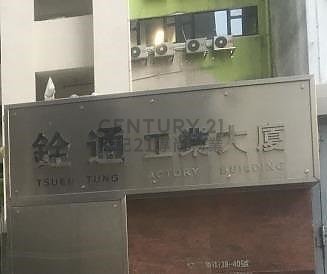 CENTURY 21
銓通工業大廈
TSUEN TUNG FACTORY BUILDING